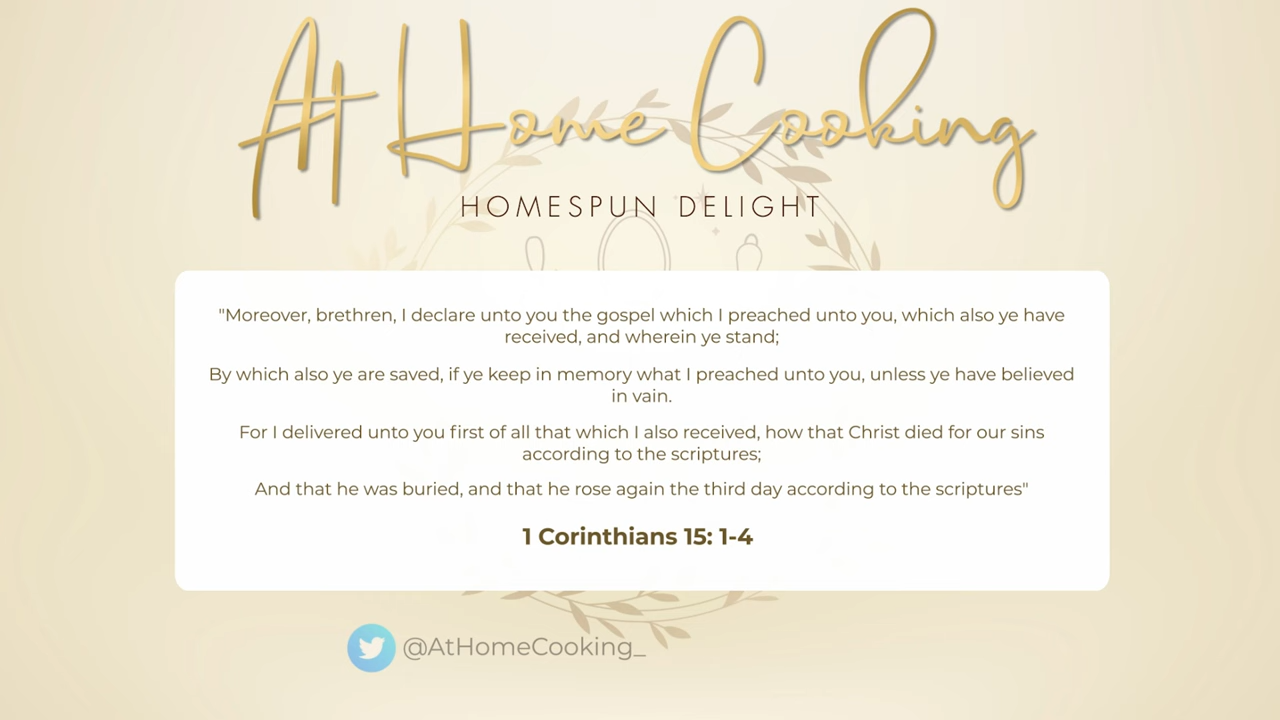 At Home Cooking
HOMESPUN DELIGHT
"Moreover, brethren, I declare unto you the gospel which I preached unto you, which also ye have
received, and wherein ye stand;
By which also ye are saved, if ye keep in memory what I preached unto you, unless ye have believed
in vain.
For I delivered unto you first of all that which I also received, how that Christ died for our sins
according to the scriptures;
And that he was buried, and that he rose again the third day according to the scriptures"
1 Corinthians 15: 1-4
@AtHomeCooking_